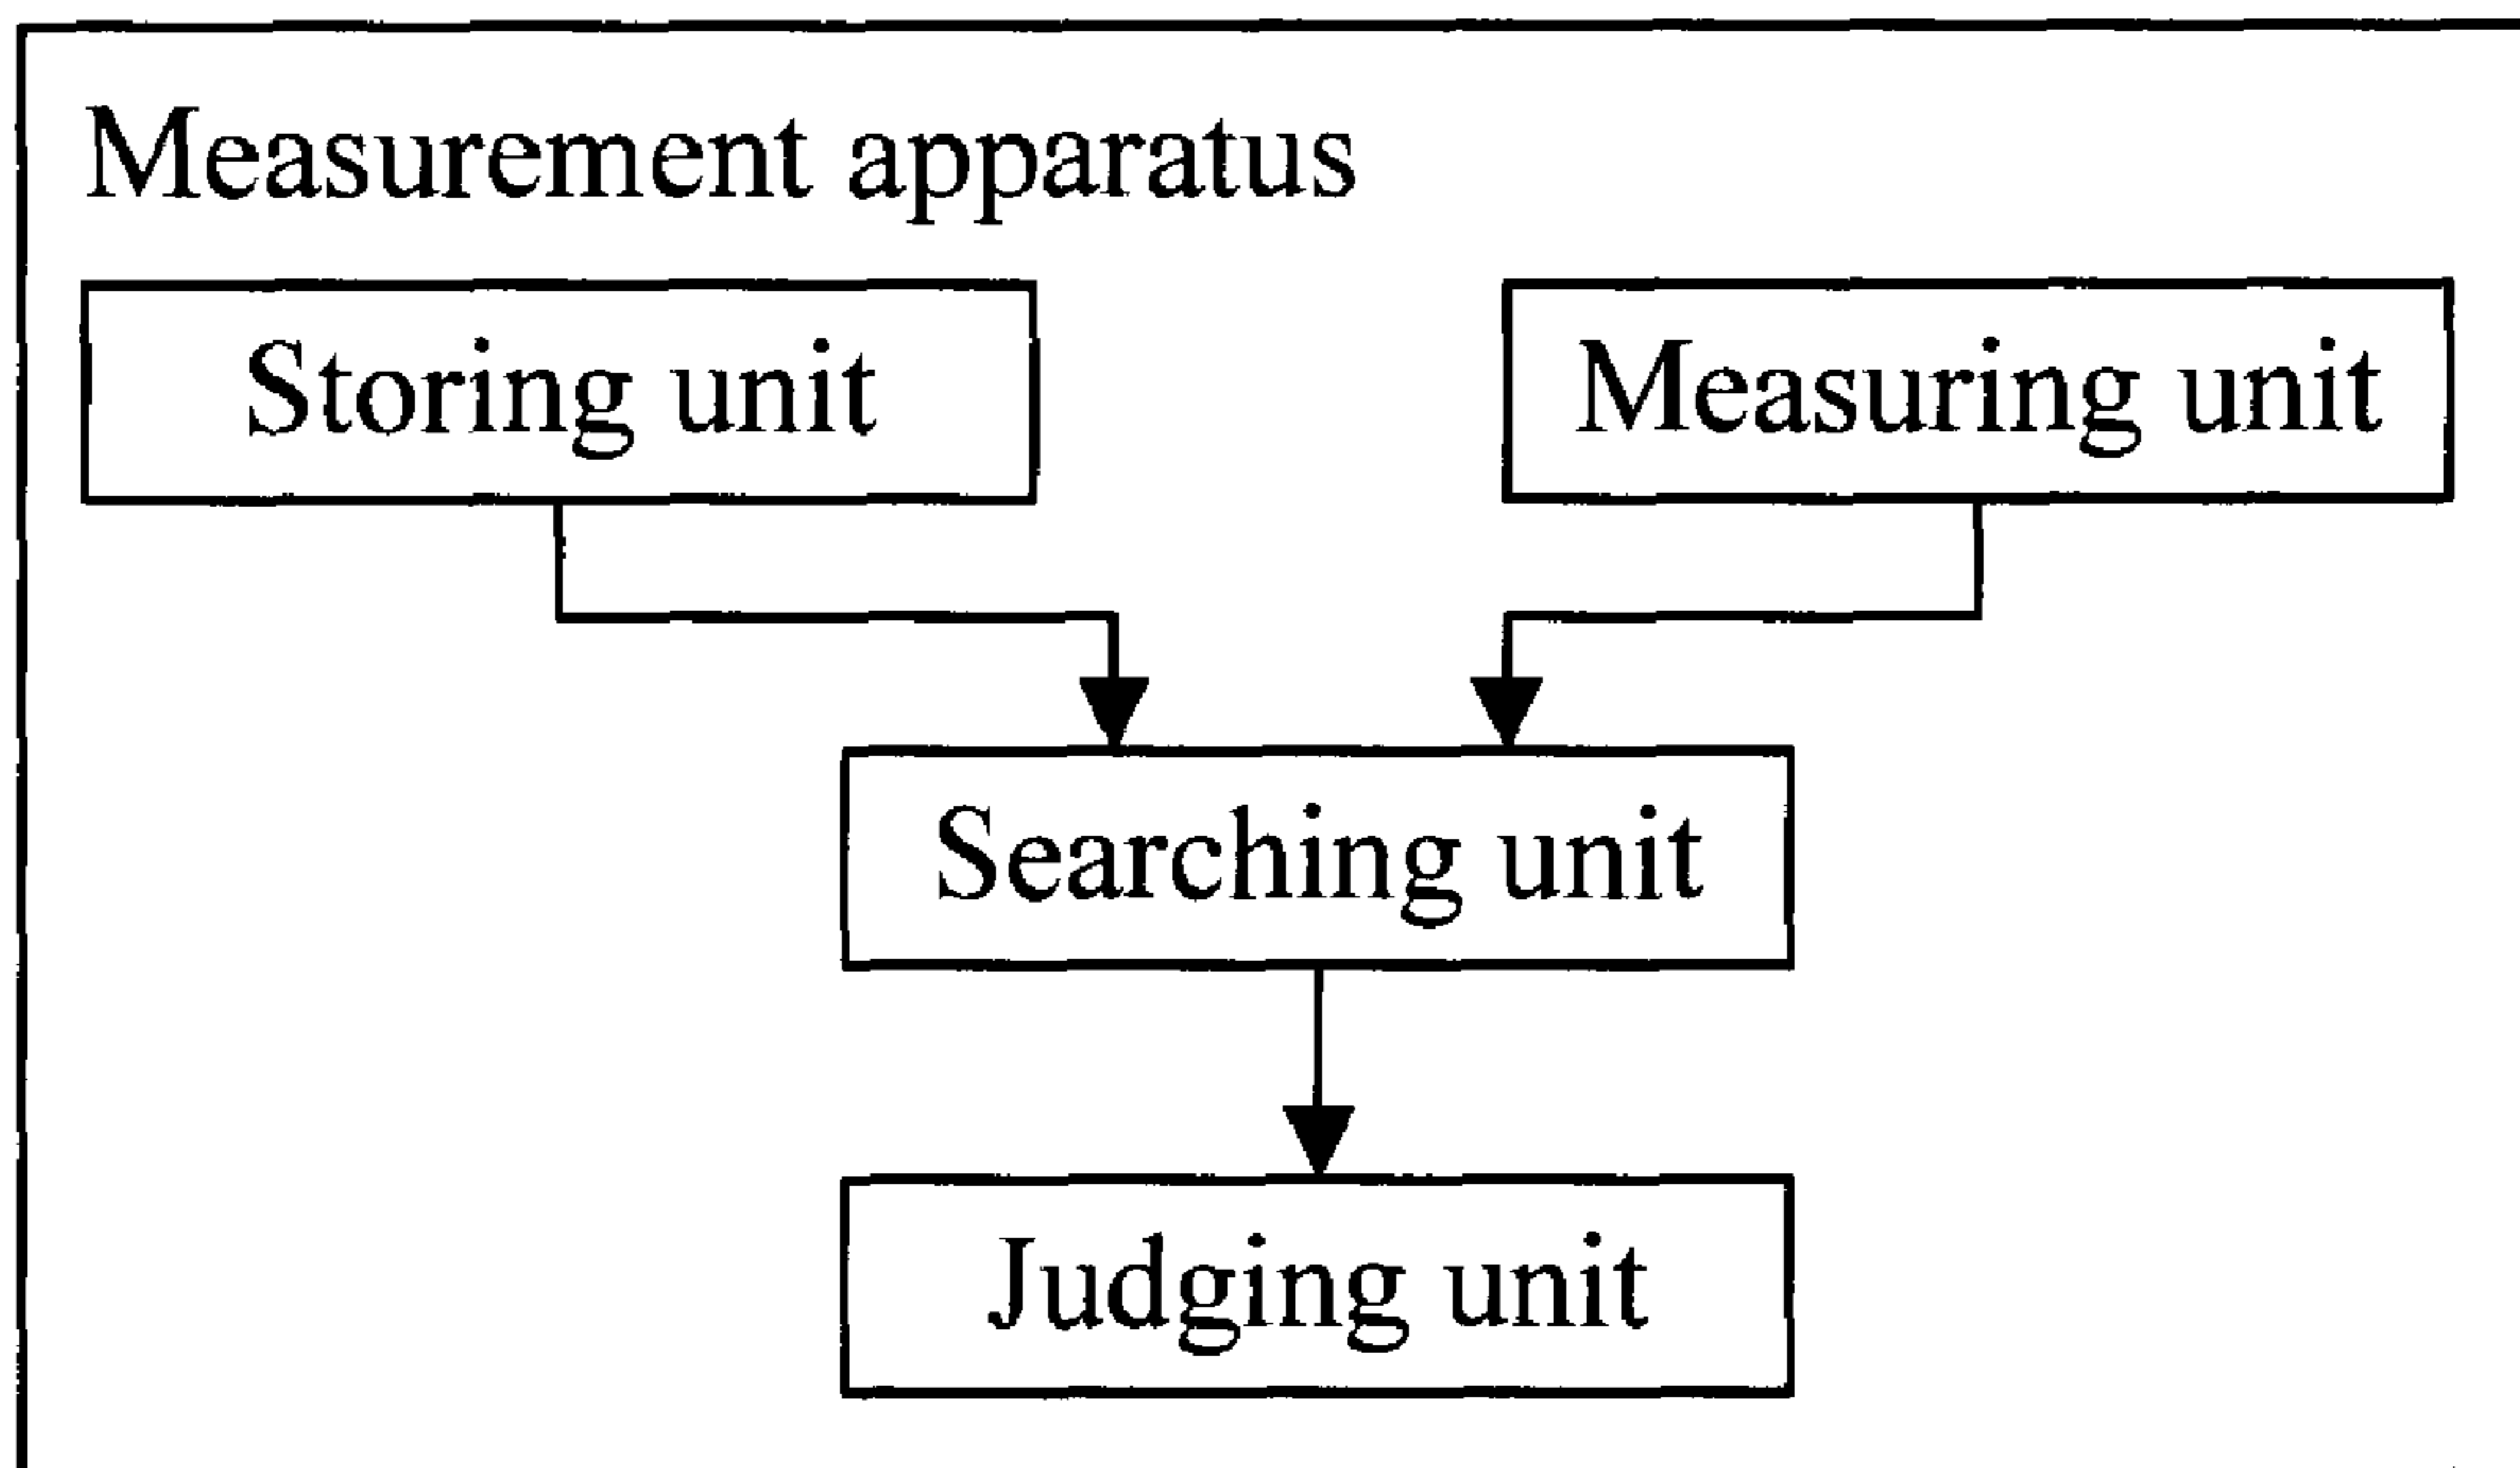 Measurement apparatus
Storing unit
Measuring unit
Searching unit
Judging unit